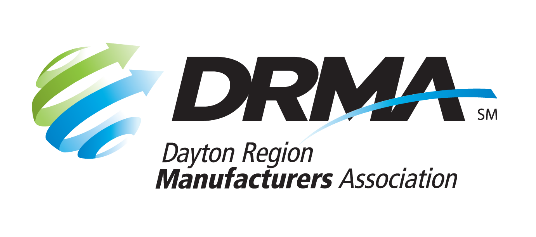 DRMA SM
Dayton Region
Manufacturers Association